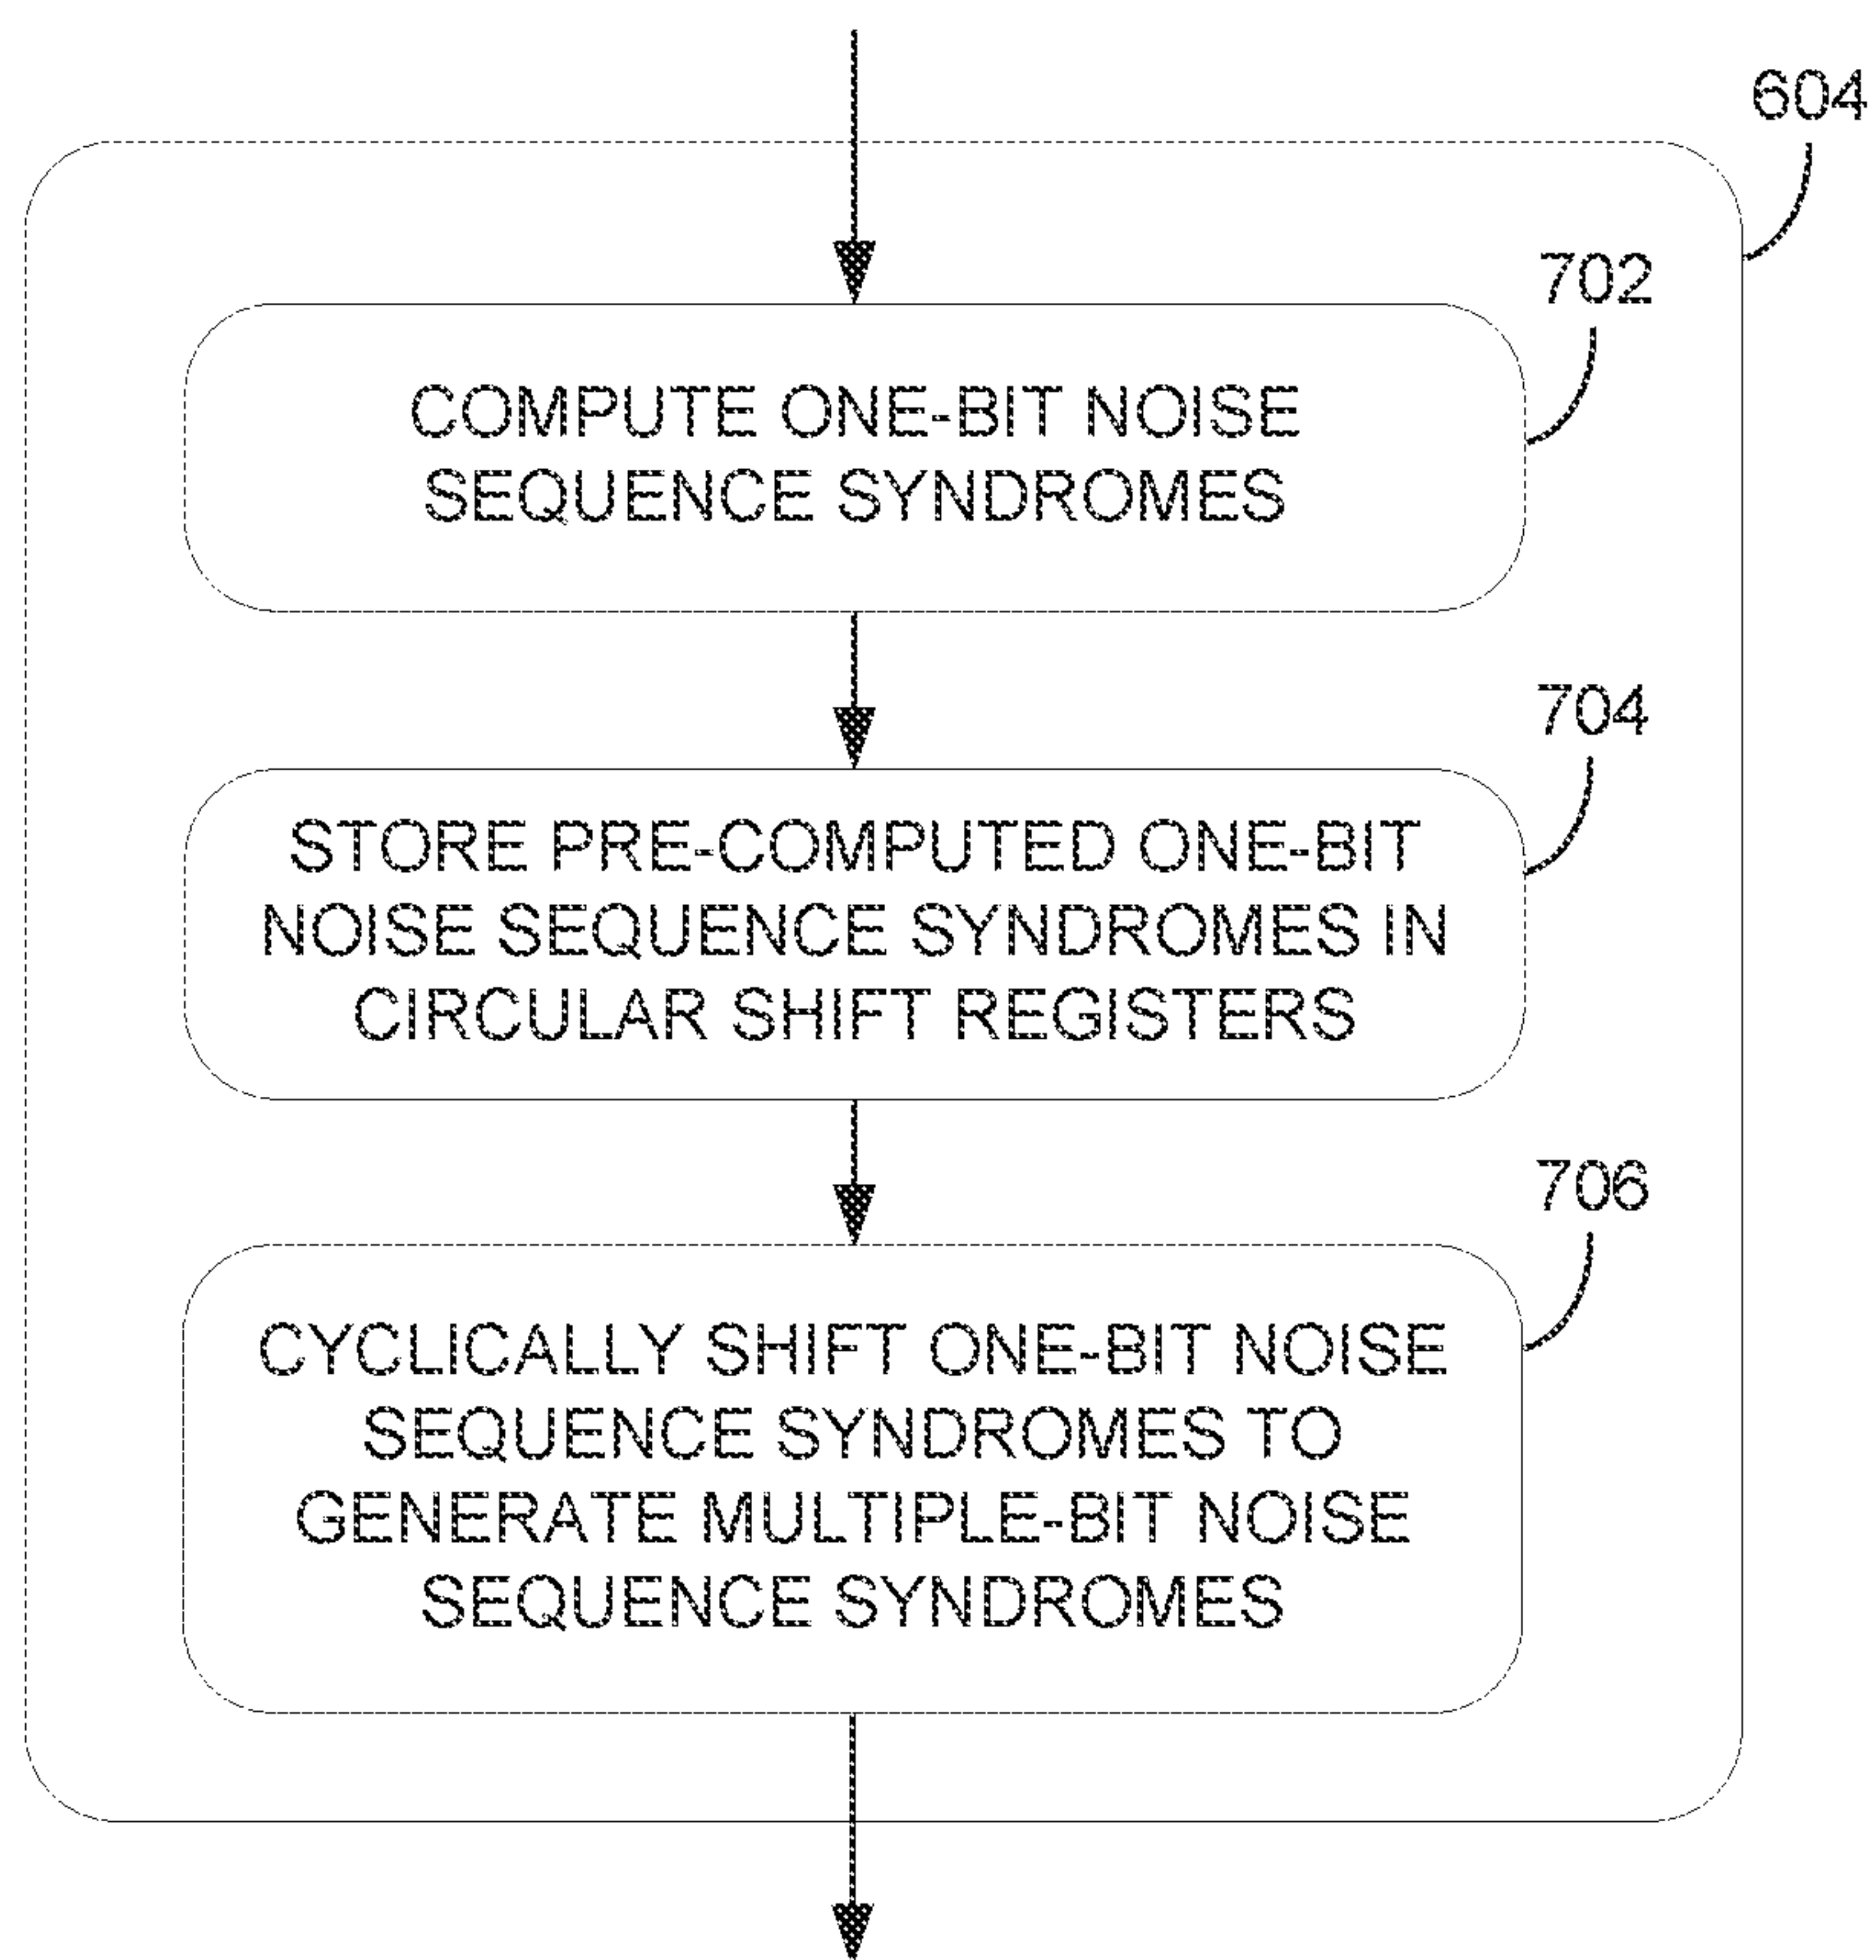 604
702
COMPUTE ONE-BIT NOISE
SEQUENCE SYNDROMES
704
STORE PRE-COMPUTED ONE-BIT
NOISE SEQUENCE SYNDROMES IN
CIRCULAR SHIFT REGISTERS
706
CYCLICALLY SHIFT ONE-BIT NOISE
SEQUENCE SYNDROMES TO
GENERATE MULTIPLE-BIT NOISE
SEQUENCE SYNDROMES